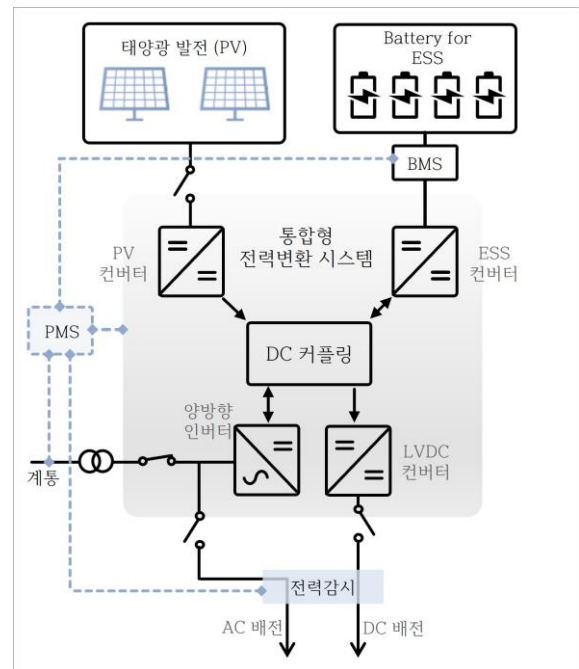 태양광 발전 (PV)
Battery for
ESS
BMS
PV
컨버터
통합형
전력변환 시스템
ESS
컨버터
PMS
DC 커플링
양방향
인버터
LVDC
컨버터
계통
전력감시
AC 배전
DC 배전